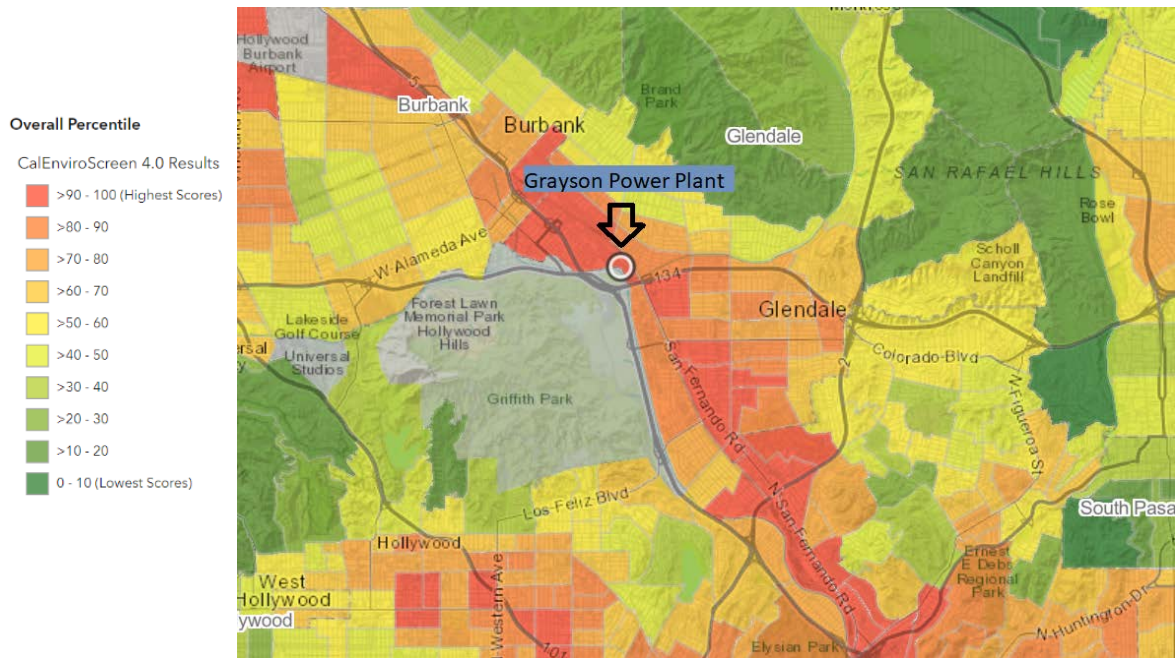 Overall Percentile
CalEnviroScreen 4.0 Results
>90 - 100 (Highest Scores)
>80 - 90
>70 - 80
>60 - 70
>50 - 60
>40 - 50
>30 - 40
>20 - 30
>10 - 20
0 - 10 (Lowest Scores)
Hollywood
Burbank
Airport
5
Burbank
Burbank
Brand
Park
Glendale
Grayson Power Plant
SAN RAFAEL HILLS
Rose
Bowl
W Alameda Ave
134
Scholl
Canyon
Landfill
Forest Lawn
Memorial Park
Hollywood
Hills
Lakeside
Golf Course
Universal
Studios
Glendale
2
Colorado Blvd
San Fernando Rd
N Figueroa St
Griffith Park
Los Feliz Blvd
N San Fernando Rd
South Pasa
Hollywood
West
Hollywood
ywood
N Western Ave
101
Ernest
E Debs
Regional
Park
N Huntington Dr
Elysian Park